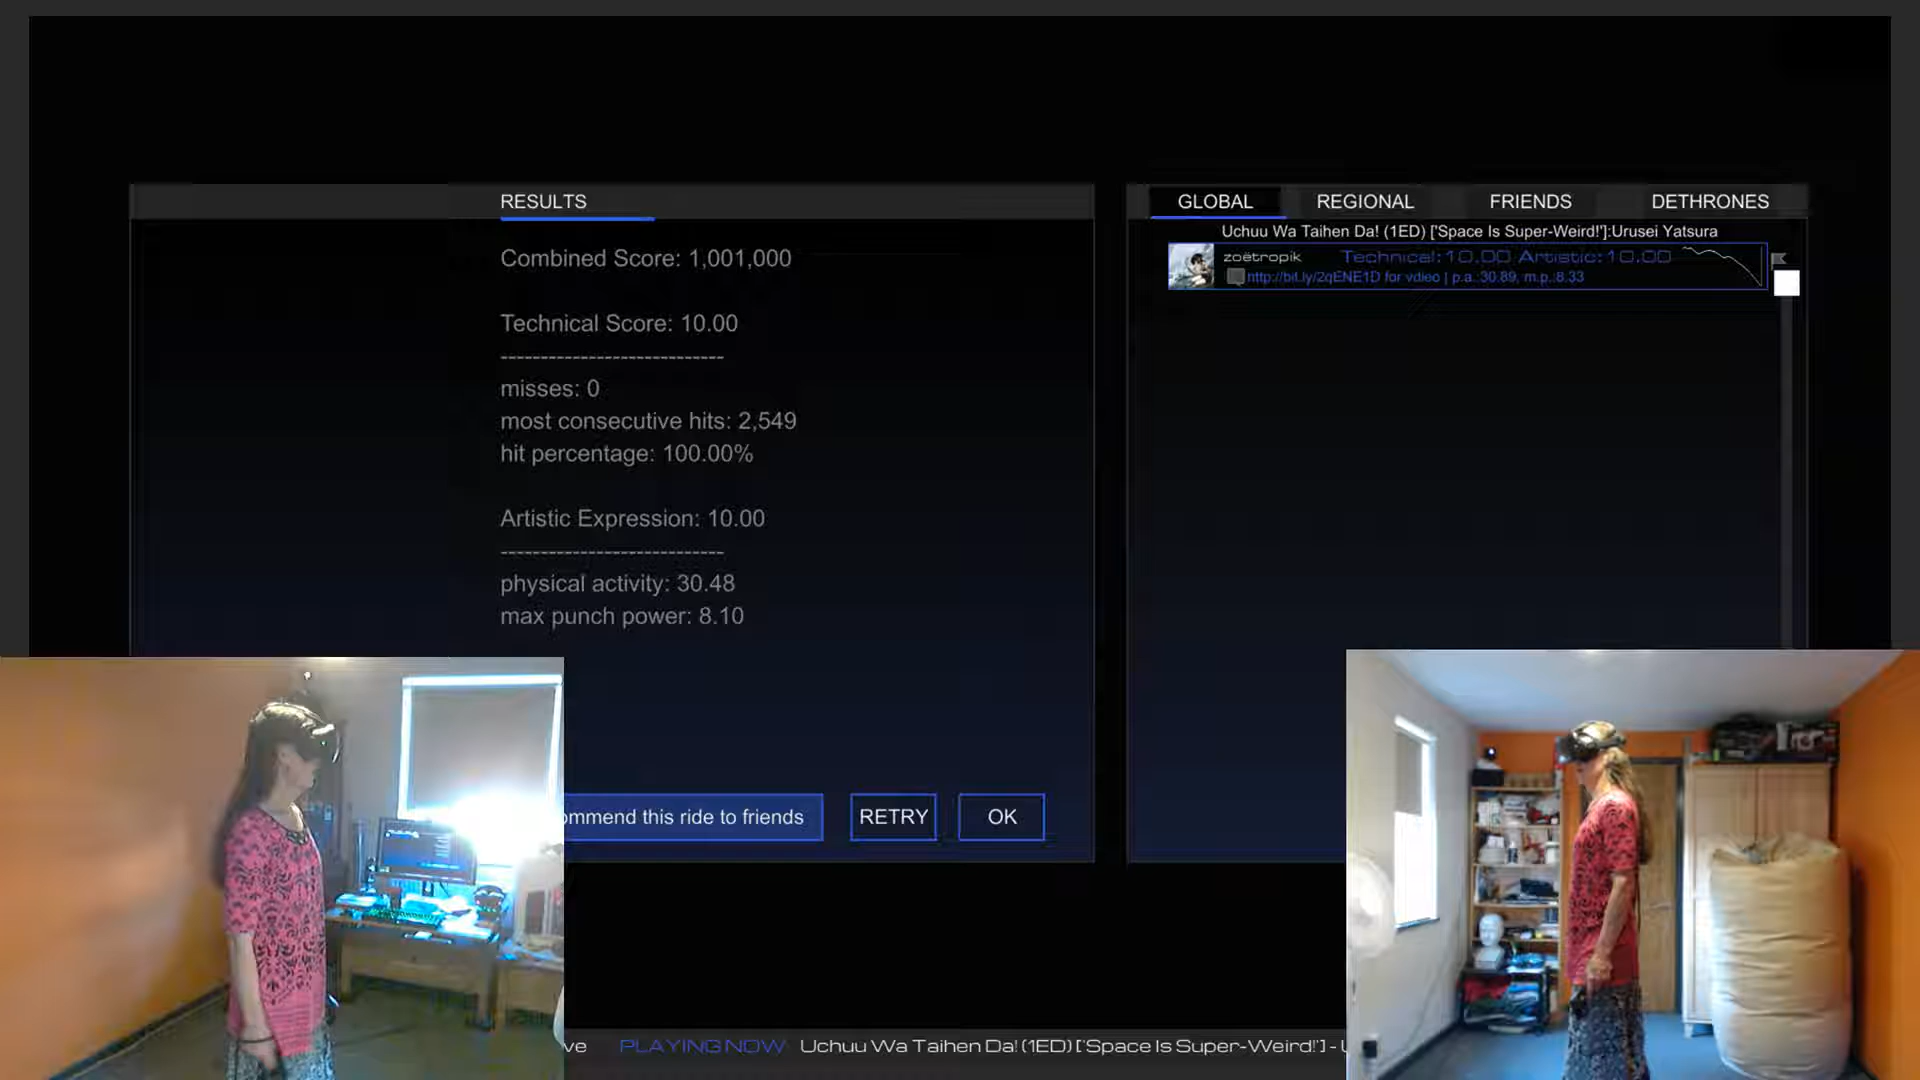 RESULTS
Combined Score: 1,001,000
Technical Score: 10.00
----------------------------
misses: 0
most consecutive hits: 2,549
hit percentage: 100.00%
Artistic Expression: 10.00
----------------------------
physical activity: 30.48
max punch power: 8.10
ommend this ride to friends
RETRY
OK
GLOBAL
REGIONAL
FRIENDS
DETHRONES
Uchuu Wa Taihen Da! (1ED) ['Space Is Super-Weird!']:Urusei Yatsura
zoëtropik
Technical:10.00 Artistic:10.00
http://bit.ly/2qENE1D for vdieo | p.a.:30.89, m.p.:8.33
ve
PLAYING NOW
Uchuu Wa Taihen Da! (1ED) ['Space Is Super-Weird!'] -